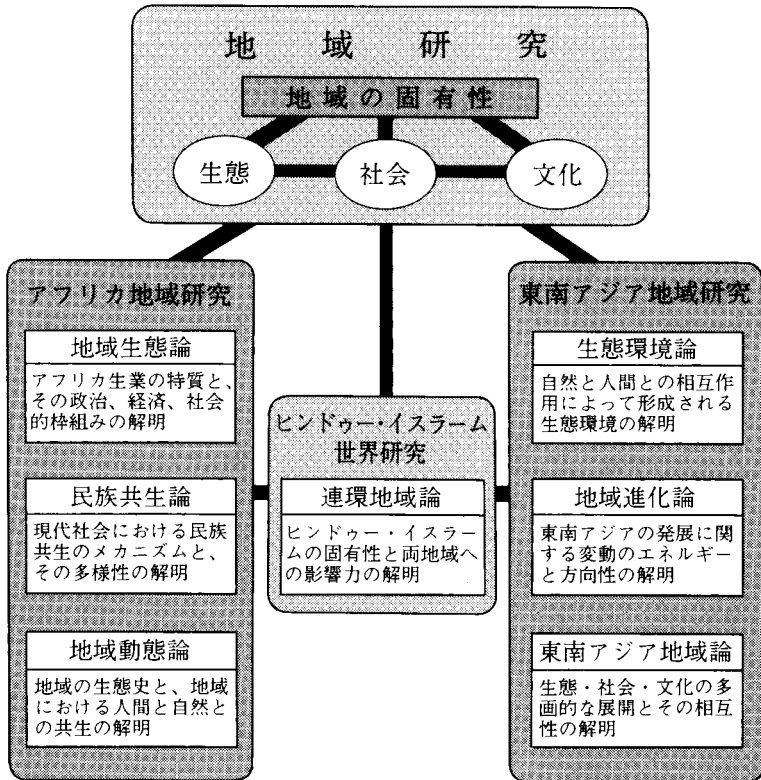 地域研究
地域の固有性
生態 社会 文化
アフリカ地域研究
地域生態論
アフリカ生業の特質と、
その政治、経済、社会
的枠組みの解明
民族共生論
現代社会における民族
共生のメカニズムと、
その多様性の解明
地域動態論
地域の生態史と、地域
における人間と自然と
の共生の解明
ヒンドゥー・イスラーム
世界研究
連環地域論
ヒンドゥー・イスラー
ムの固有性と両地域へ
の影響力の解明
東南アジア地域研究
生態環境論
自然と人間との相互作
用によって形成される
生態環境の解明
地域進化論
東南アジアの発展に関
する変動のエネルギー
と方向性の解明
東南アジア地域論
生態・社会・文化の多
画的な展開とその相互
性の解明